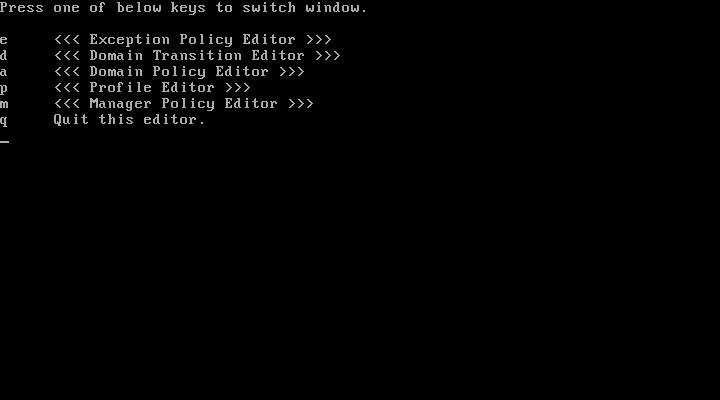 Press one of below keys to switch window.
e     <<< Exception Policy Editor >>>
d     <<< Domain Transition Editor >>>
a     <<< Domain Policy Editor >>>
p     <<< Profile Editor >>>
m     <<< Manager Policy Editor >>>
q     Quit this editor.